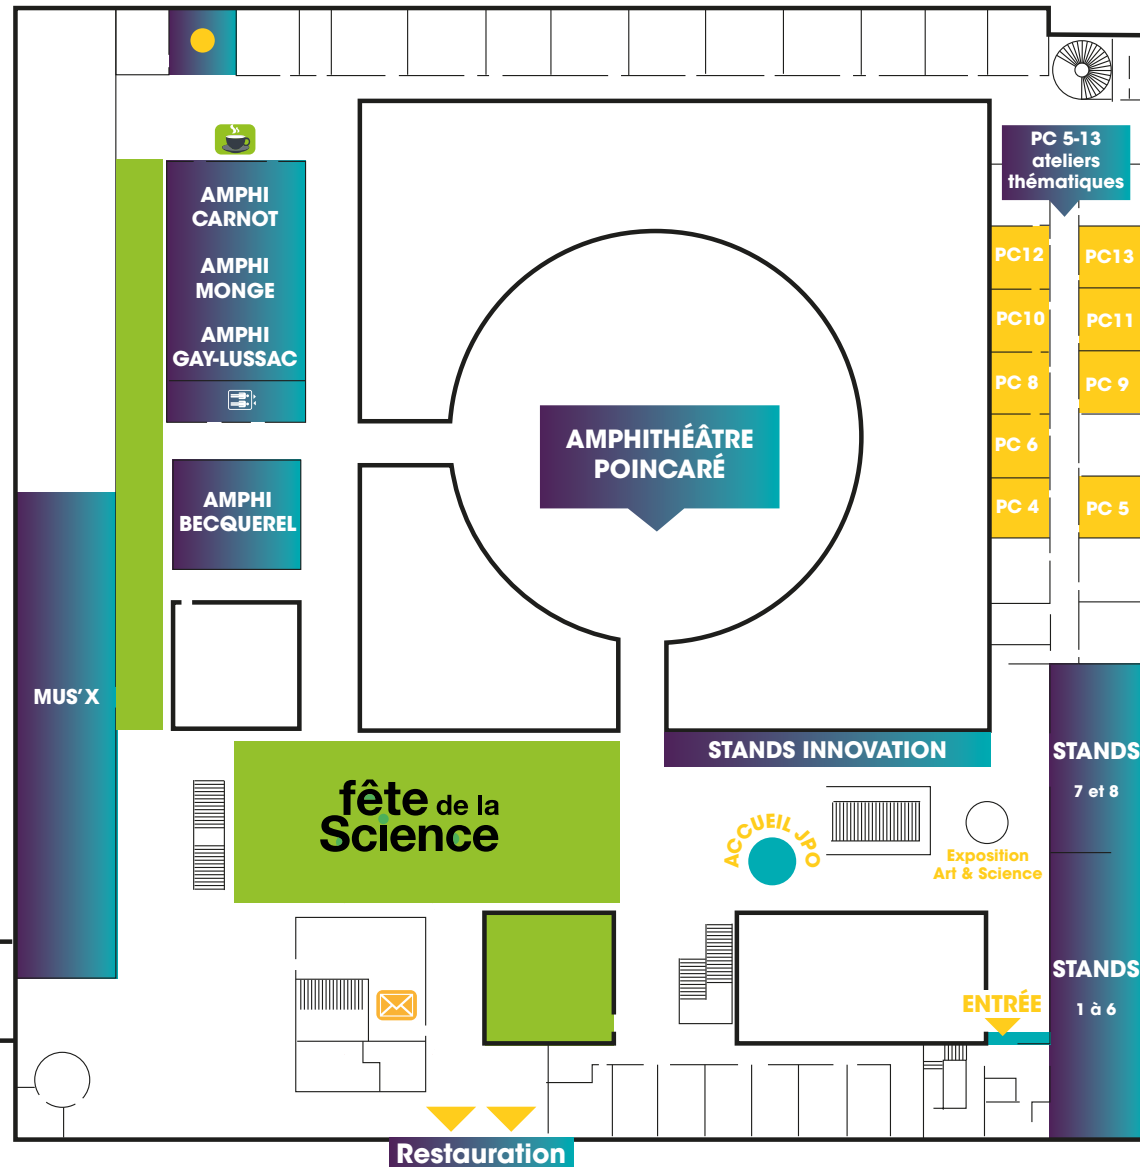 PC 5-13
ateliers
thématiques
AMPHI
CARNOT
AMPHI
MONGE
AMPHI
GAY-LUSSAC
PC12
PC13
PC10
PC11
PC 8
PC 9
PC 6
PC 4
PC 5
AMPHITHÉÂTRE
POINCARÉ
AMPHI
BECQUEREL
MUS'X
STANDS INNOVATION
STANDS
7 et 8
fête de la
Science
ACCUEIL JPO
Exposition
Art & Science
STANDS
1 à 6
ENTRÉE
Restauration